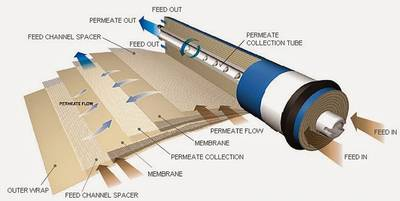 FEED OUT
PERMEATE OUT
FEED OUT
FEED CHANNEL SPACER
PERMEATE
COLLECTION TUBE
PERMEATE FLOW
PERMEATE FLOW
FEED IN
FEED IN
MEMBRANE
PERMEATE COLLECTION
MEMBRANE
OUTER WRAP
FEED CHANNEL
SPACER